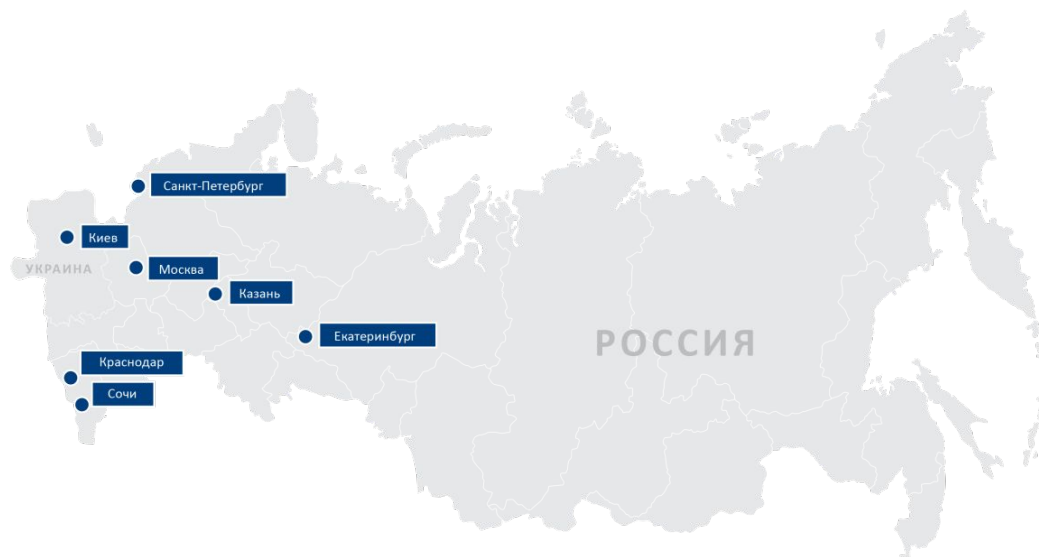 Санкт-Петербург
Киев
УКРАИНА
Москва
Казань
Екатеринбург
РОССИЯ
Краснодар
Сочи